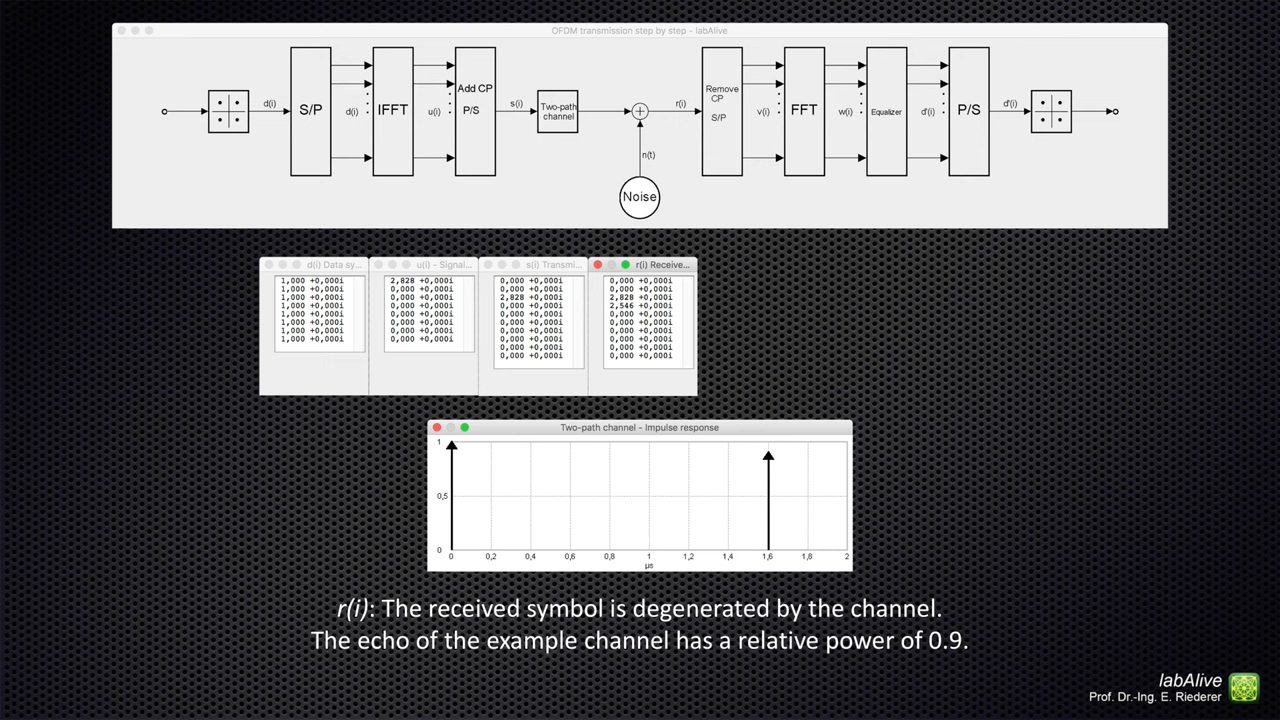 OFDM transmission step by step - labAlive
S/P
IFFT
Add CP
P/S
Two-path
channel
Noise
Remove
CP
S/P
FFT
Equalizer
P/S
d(i)
d(i)
u(i)
s(i)
n(t)
r(i)
v(i)
w(i)
d'(i)
d'(i)
d(i) Data sy...
1,000 +0,000i
1,000 +0,000i
1,000 +0,000i
1,000 +0,000i
1,000 +0,000i
1,000 +0,000i
1,000 +0,000i
1,000 +0,000i
u(i) - Signal...
2,828 +0,000i
0,000 +0,000i
0,000 +0,000i
0,000 +0,000i
0,000 +0,000i
0,000 +0,000i
0,000 +0,000i
0,000 +0,000i
s(i) Transmi...
0,000 +0,000i
0,000 +0,000i
2,828 +0,000i
0,000 +0,000i
0,000 +0,000i
0,000 +0,000i
0,000 +0,000i
0,000 +0,000i
0,000 +0,000i
0,000 +0,000i
r(i) Receive...
0,000 +0,000i
0,000 +0,000i
2,828 +0,000i
2,546 +0,000i
0,000 +0,000i
0,000 +0,000i
0,000 +0,000i
0,000 +0,000i
0,000 +0,000i
0,000 +0,000i
Two-path channel - Impulse response
1
0,5
0
0 0,2 0,4 0,6 0,8 1 1,2 1,4 1,6 1,8 2
µs
r(i): The received symbol is degenerated by the channel.
The echo of the example channel has a relative power of 0.9.
labAlive
Prof. Dr.-Ing. E. Riederer